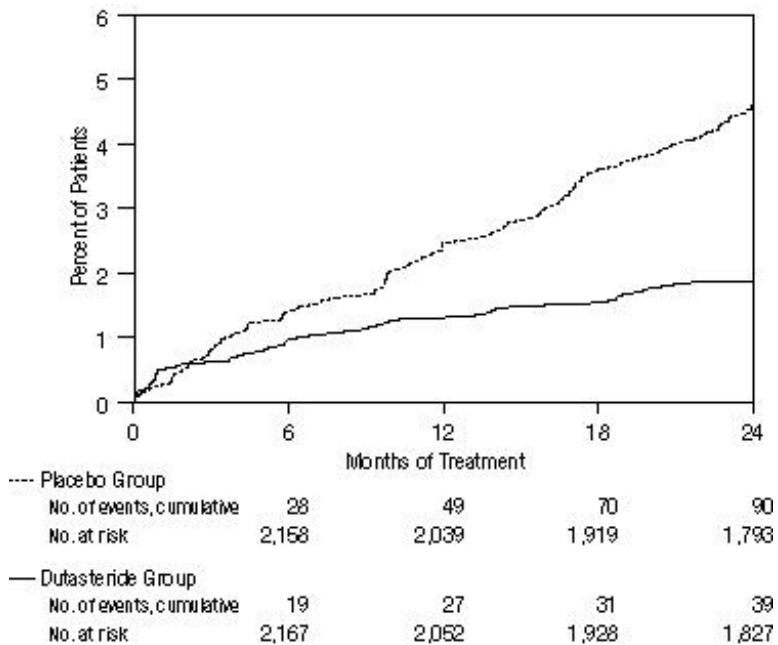 6
5
4
3
2
1
0
Percent of Patients
0 6 12 18 24
Months of Treatment
Placebo Group
No. of events, cumulative 28 49 70 90
No. at risk 2,158 2,039 1,919 1,793
Dutasteride Group
No. of events, cumulative 19 27 31 39
No. at risk 2,167 2,052 1,928 1,827